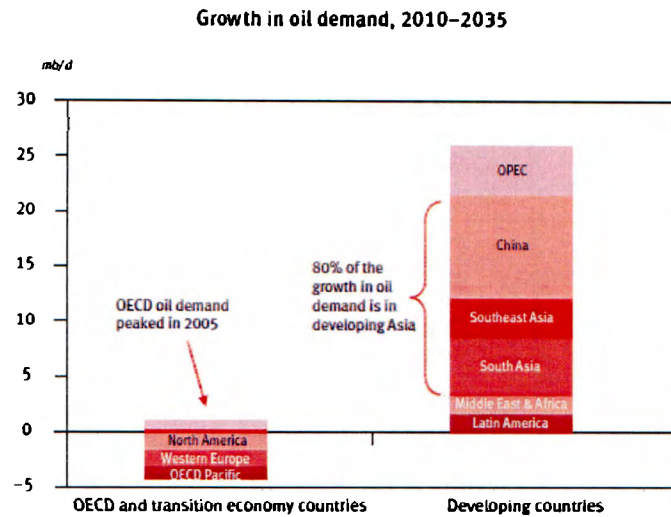 Growth in oil demand, 2010–2035
mb/d
30
25
20
15
10
5
0
−5
OECD oil demand
peaked in 2005
80% of the
growth in oil
demand is in
developing Asia
OPEC
China
Southeast Asia
South Asia
Middle East & Africa
Latin America
North America
Western Europe
OECD Pacific
OECD and transition economy countries
Developing countries